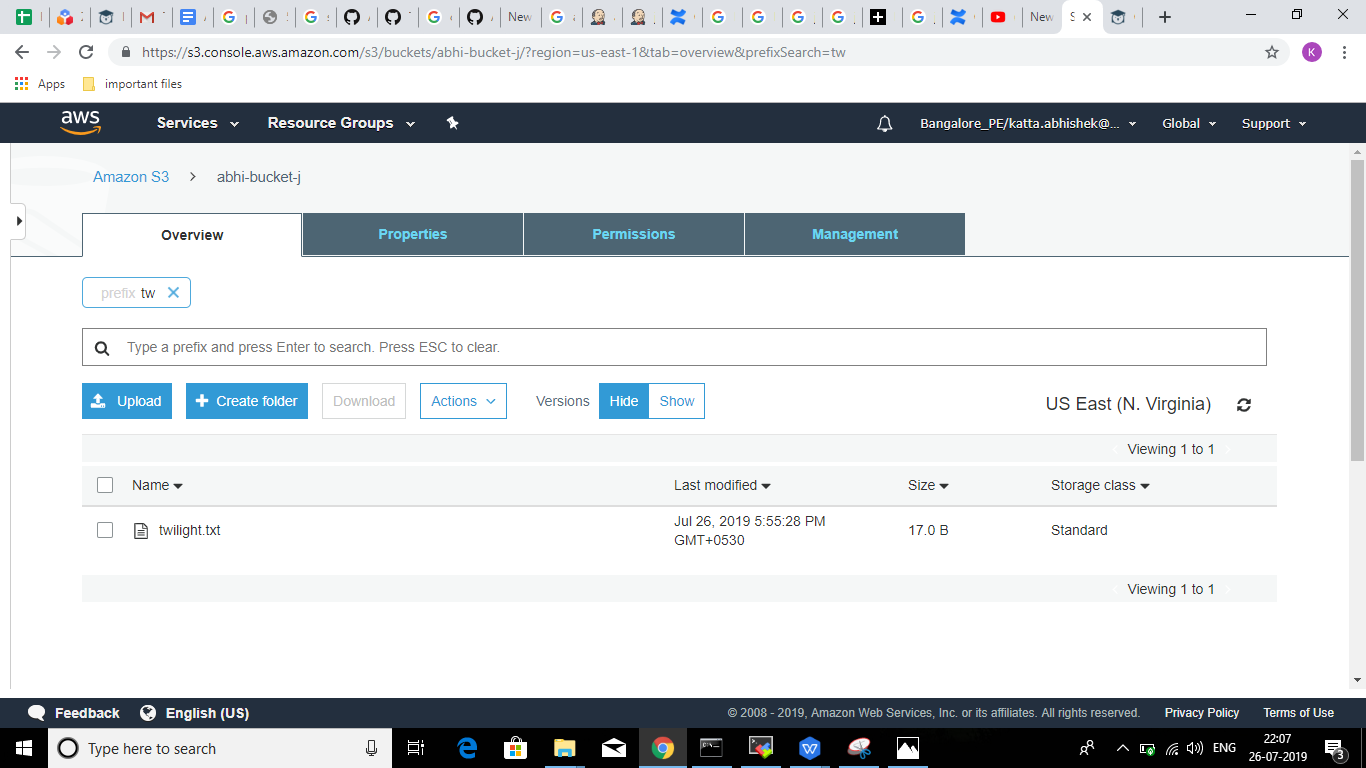 New
New
https://s3.console.aws.amazon.com/s3/buckets/abhi-bucket-j/?region=us-east-1&tab=overview&prefixSearch=tw
K
Apps
important files
aws
Services
Resource Groups
Bangalore_PE/katta.abhishek@...
Global
Support
Amazon S3
abhi-bucket-j
Overview
Properties
Permissions
Management
prefix tw
Type a prefix and press Enter to search. Press ESC to clear.
Upload
Create folder
Download
Actions
Versions
Hide
Show
US East (N. Virginia)
Viewing 1 to 1
Name
Last modified
Size
Storage class
twilight.txt
Jul 26, 2019 5:55:28 PM
GMT+0530
17.0 B
Standard
Viewing 1 to 1
Feedback
English (US)
© 2008 - 2019, Amazon Web Services, Inc. or its affiliates. All rights reserved.
Privacy Policy
Terms of Use
Type here to search
ENG
22:07
26-07-2019
3